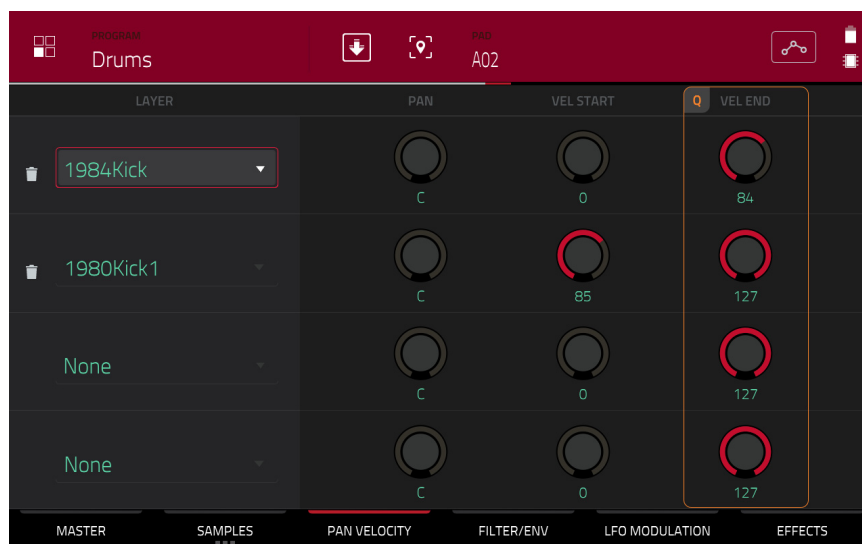 PROGRAM
Drums
PAD
A02
LAYER PAN VEL START Q VEL END
1984Kick C 0 84
1980Kick1 C 85 127
None C 0 127
None C 0 127
MASTER SAMPLES PAN VELOCITY FILTER/ENV LFO MODULATION EFFECTS